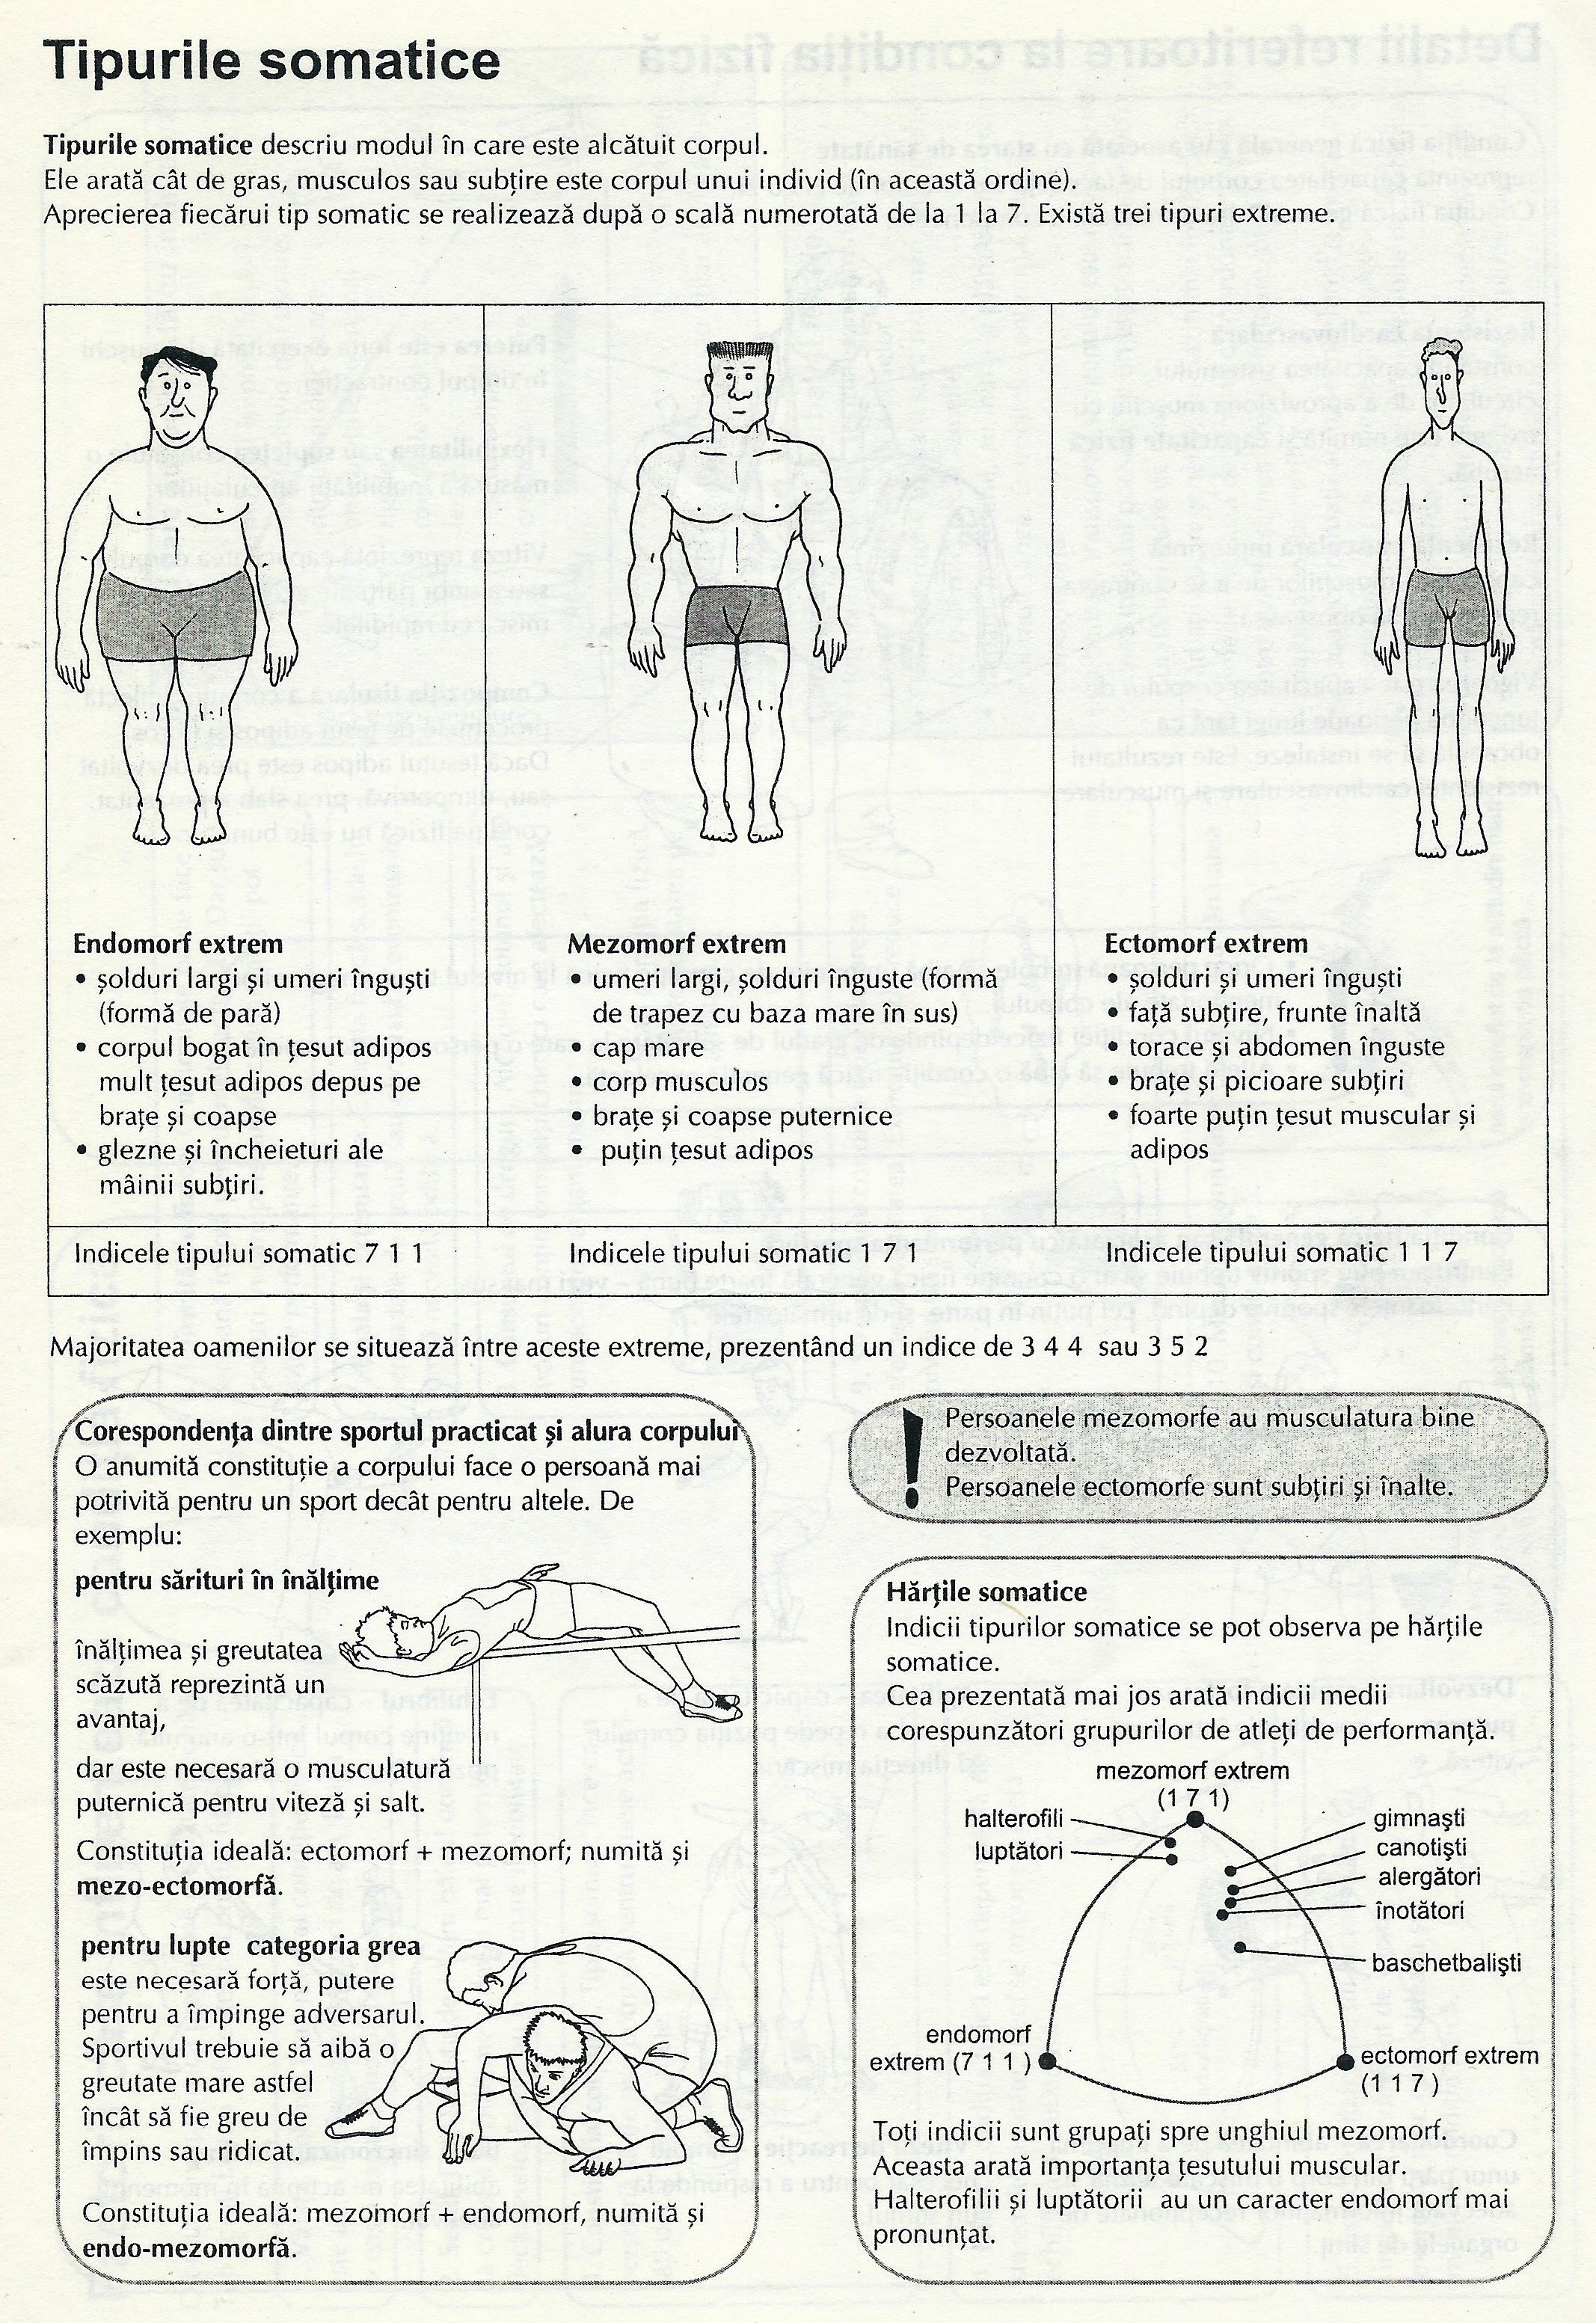 Tipurile somatice
Tipurile somatice descriu modul în care este alcătuit corpul.
Ele arată cât de gras, musculos sau subțire este corpul unui individ (în această ordine).
Aprecierea fiecărui tip somatic se realizează după o scală numerotată de la 1 la 7. Există trei tipuri extreme.
Endomorf extrem
• șolduri largi și umeri înguști
(formă de pară)
• corpul bogat în țesut adipos
mult țesut adipos depus pe
brațe și coapse
• glezne și încheieturi ale
mâinii subțiri.
Indicele tipului somatic 7 1 1
Mezomorf extrem
• umeri largi, șolduri înguste (formă
de trapez cu baza mare în sus)
• cap mare
• corp musculos
• brațe și coapse puternice
• puțin țesut adipos
Indicele tipului somatic 1 7 1
Ectomorf extrem
• șolduri și umeri înguști
• față subțire, frunte înaltă
• torace și abdomen înguste
• brațe și picioare subțiri
• foarte puțin țesut muscular și
adipos
Indicele tipului somatic 1 1 7
Majoritatea oamenilor se situează între aceste extreme, prezentând un indice de 3 4 4 sau 3 5 2
Corespondența dintre sportul practicat și alura corpului
O anumită constituție a corpului face o persoană mai
potrivită pentru un sport decât pentru altele. De
exemplu:
pentru sărituri în înălțime
înălțimea și greutatea
scăzută reprezintă un
avantaj,
dar este necesară o musculatură
puternică pentru viteză și salt.
Constituția ideală: ectomorf + mezomorf; numită și
mezo-ectomorfă.
pentru lupte categoria grea
este necesară forță, putere
pentru a împinge adversarul.
Sportivul trebuie să aibă o
greutate mare astfel
încât să fie greu de
împins sau ridicat.
Constituția ideală: mezomorf + endomorf, numită și
endo-mezomorfă.
! Persoanele mezomorfe au musculatura bine
dezvoltată.
Persoanele ectomorfe sunt subțiri și înalte.
Hărțile somatice
Indicii tipurilor somatice se pot observa pe hărțile
somatice.
Cea prezentată mai jos arată indicii medii
corespunzători grupurilor de atleți de performanță.
mezomorf extrem
(1 7 1)
halterofili
luptători
gimnaşti
canotişti
alergători
înotători
baschetbalişti
endomorf
extrem (7 1 1 )
ectomorf extrem
(1 1 7 )
Toți indicii sunt grupați spre unghiul mezomorf.
Aceasta arată importanța țesutului muscular.
Halterofilii și luptătorii au un caracter endomorf mai
pronunțat.